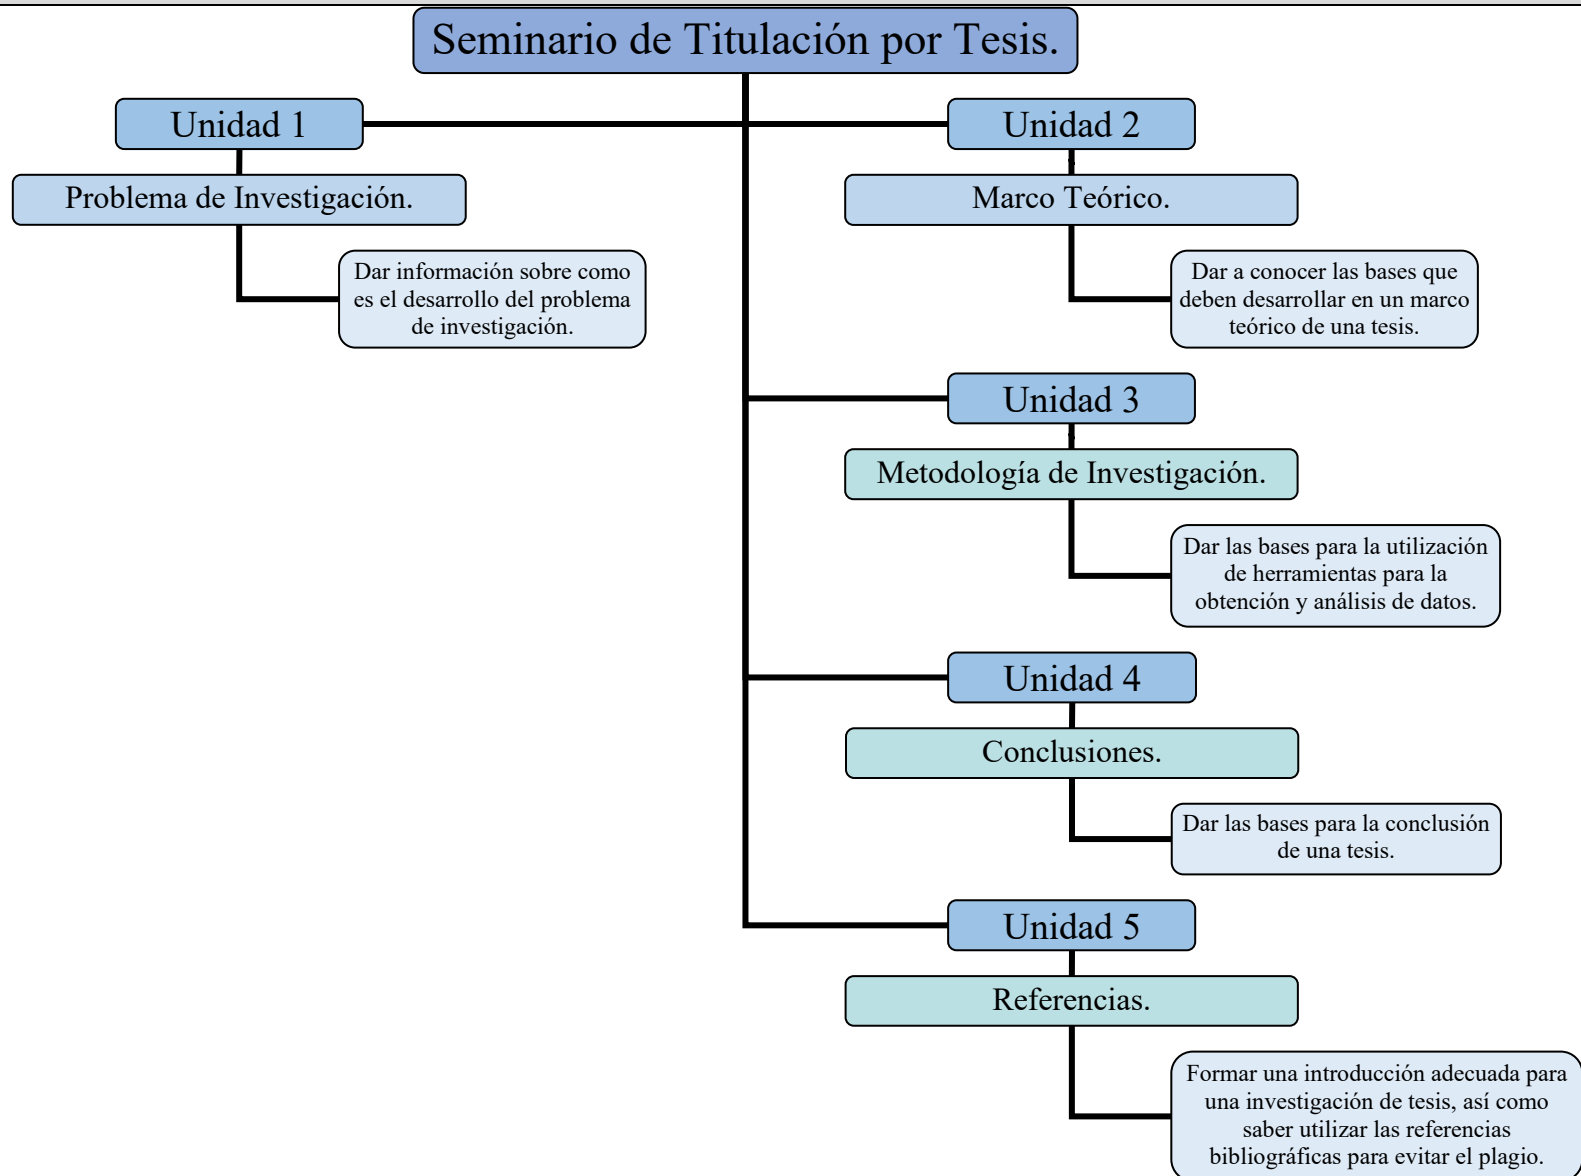 Seminario de Titulación por Tesis.
Unidad 1
Problema de Investigación.
Dar información sobre como
es el desarrollo del problema
de investigación.
Unidad 2
Marco Teórico.
Dar a conocer las bases que
deben desarrollar en un marco
teórico de una tesis.
Unidad 3
Metodología de Investigación.
Dar las bases para la utilización
de herramientas para la
obtención y análisis de datos.
Unidad 4
Conclusiones.
Dar las bases para la conclusión
de una tesis.
Unidad 5
Referencias.
Formar una introducción adecuada para
una investigación de tesis, así como
saber utilizar las referencias
bibliográficas para evitar el plagio.